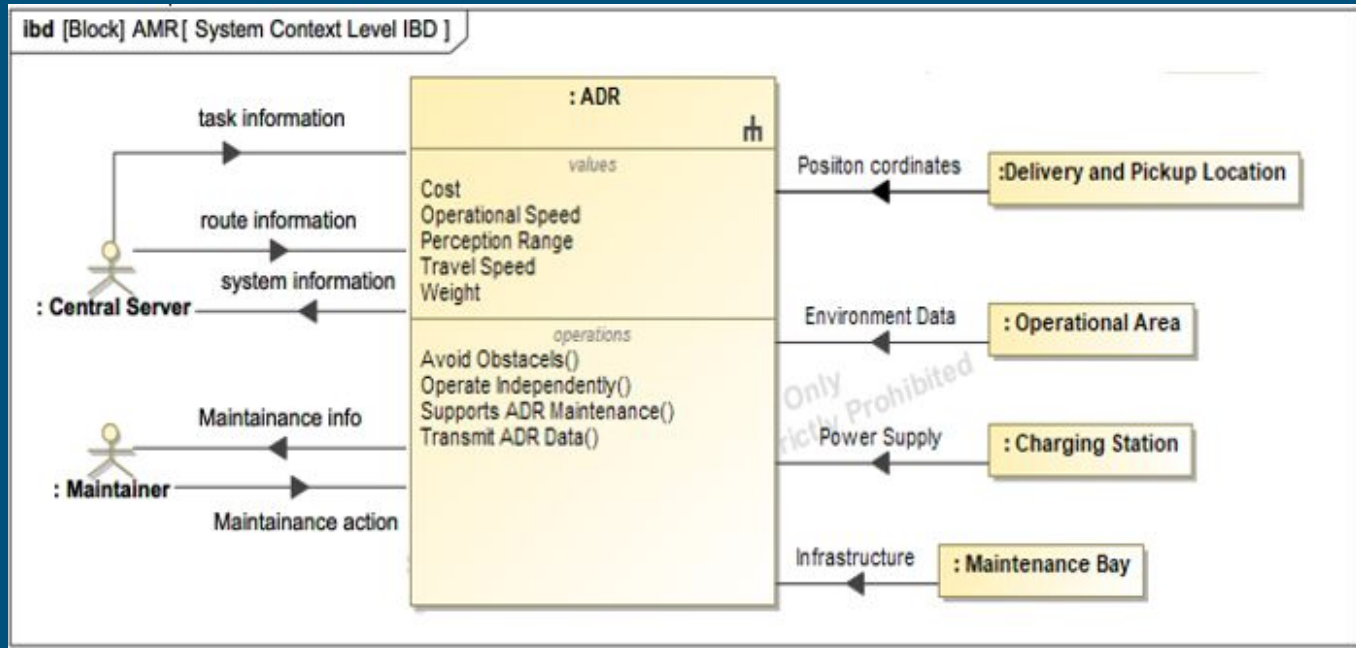 ibd [Block] AMR[ System Context Level IBD ]
: ADR
values
Cost
Operational Speed
Perception Range
Travel Speed
Weight
operations
Avoid Obstacels()
Operate Independently()
Supports ADR Maintenance()
Transmit ADR Data()
task information
route information
system information
: Central Server
Maintainance info
: Maintainer
Maintainance action
Positon cordinates
:Delivery and Pickup Location
Environment Data
: Operational Area
Only
Prohibited
Power Supply
: Charging Station
Infrastructure
: Maintenance Bay